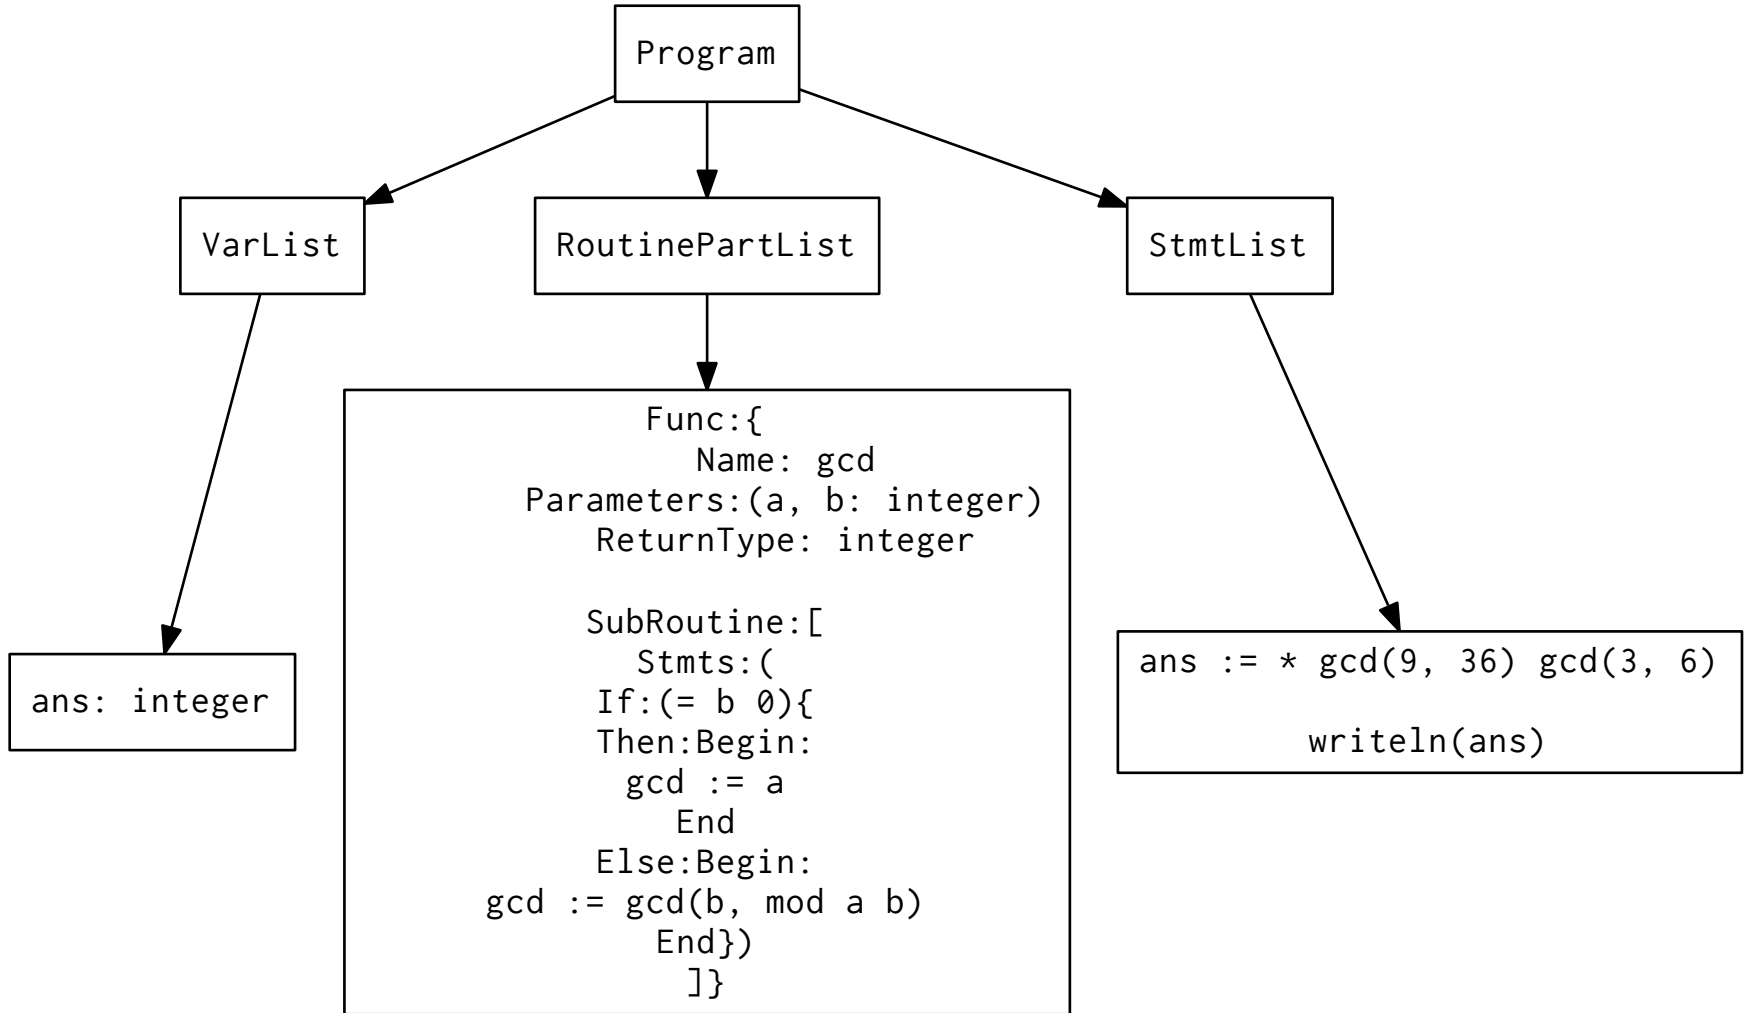 Program
VarList
RoutinePartList
StmtList
Func:{
Name: gcd
Parameters:(a, b: integer)
ReturnType: integer
SubRoutine:[
Stmts:(
If:(= b 0){
Then:Begin:
gcd := a
End
Else:Begin:
gcd := gcd(b, mod a b)
End})
]}
ans: integer
ans := * gcd(9, 36) gcd(3, 6)
writeln(ans)